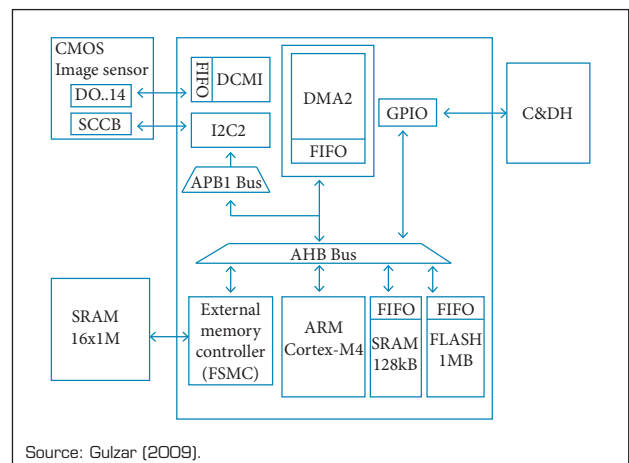 CMOS
Image sensor
DO..14
SCCB
FIFO
DCMI
I2C2
APB1 Bus
DMA2
FIFO
GPIO
C&DH
AHB Bus
SRAM
16x1M
External
memory
controller
(FSMC)
ARM
Cortex-M4
FIFO
SRAM
128kB
FIFO
FLASH
1MB
Source: Gulzar (2009).